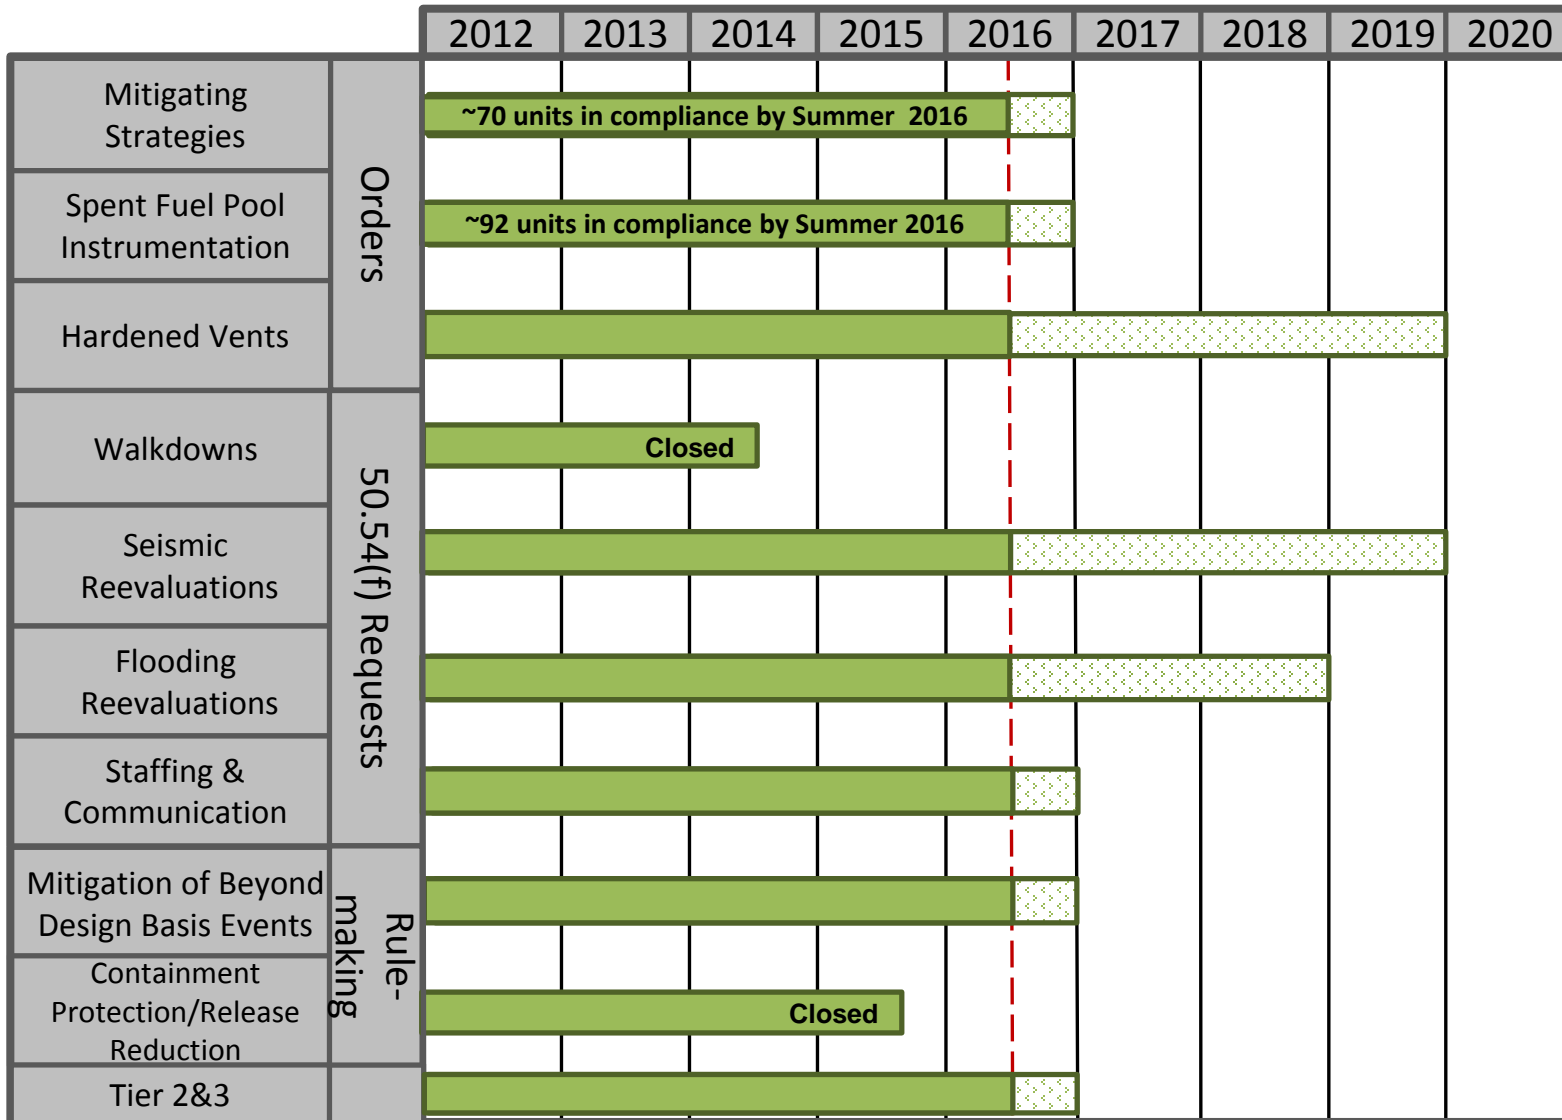 2012 2013 2014 2015 2016 2017 2018 2019 2020
Mitigating
Strategies
~70 units in compliance by Summer 2016
Orders
Spent Fuel Pool
Instrumentation
~92 units in compliance by Summer 2016
Hardened Vents
Walkdowns
Closed
50.54(f) Requests
Seismic
Reevaluations
Flooding
Reevaluations
Staffing &
Communication
Mitigation of Beyond
Design Basis Events
Rule-
making
Containment
Protection/Release
Reduction
Closed
Tier 2&3